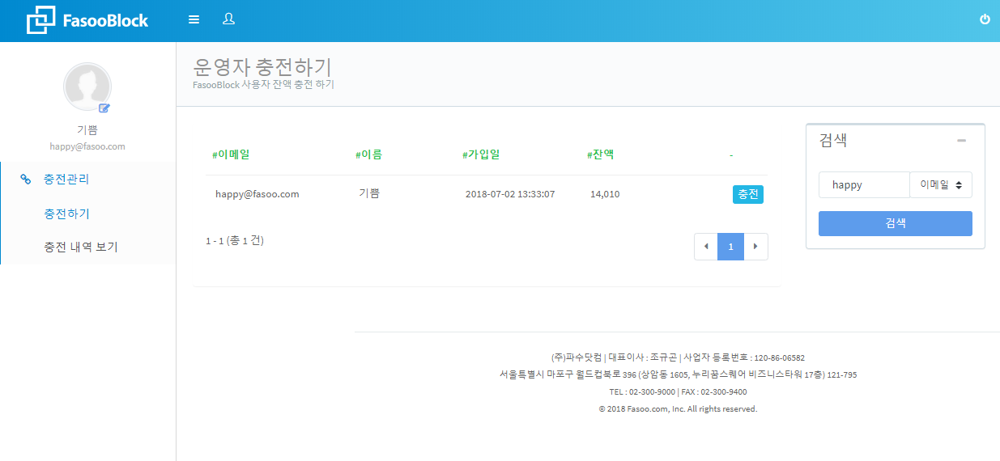 FasooBlock
기쁨
happy@fasoo.com
충전관리
충전하기
충전 내역 보기
운영자 충전하기
FasooBlock 사용자 잔액 충전 하기
#이메일 #이름 #가입일 #잔액 -
happy@fasoo.com 기쁨 2018-07-02 13:33:07 14,010 충전
1 - 1 (총 1 건)
1
검색
happy 이메일
검색
(주)파수닷컴 | 대표이사 : 조규곤 | 사업자 등록번호 : 120-86-06582
서울특별시 마포구 월드컵북로 396 (상암동 1605, 누리꿈스퀘어 비즈니스타워 17층) 121-795
TEL : 02-300-9000 | FAX : 02-300-9400
© 2018 Fasoo.com, Inc. All rights reserved.